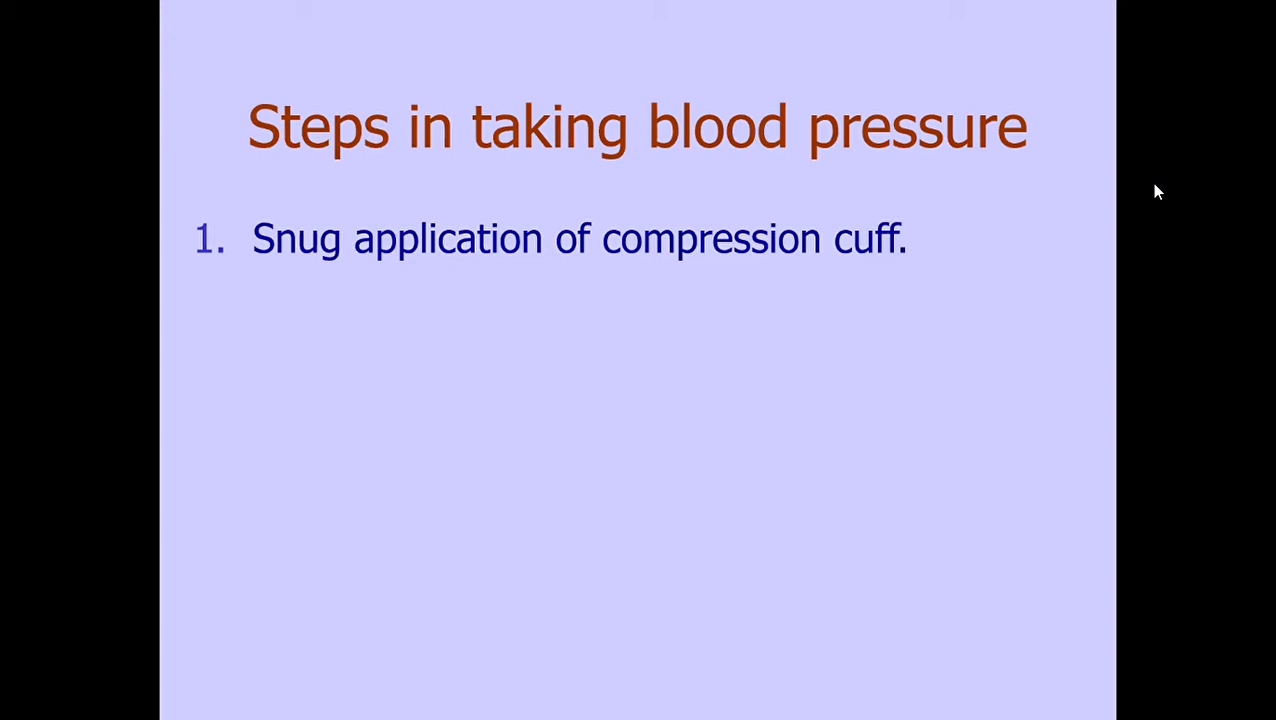 Steps in taking blood pressure
1. Snug application of compression cuff.